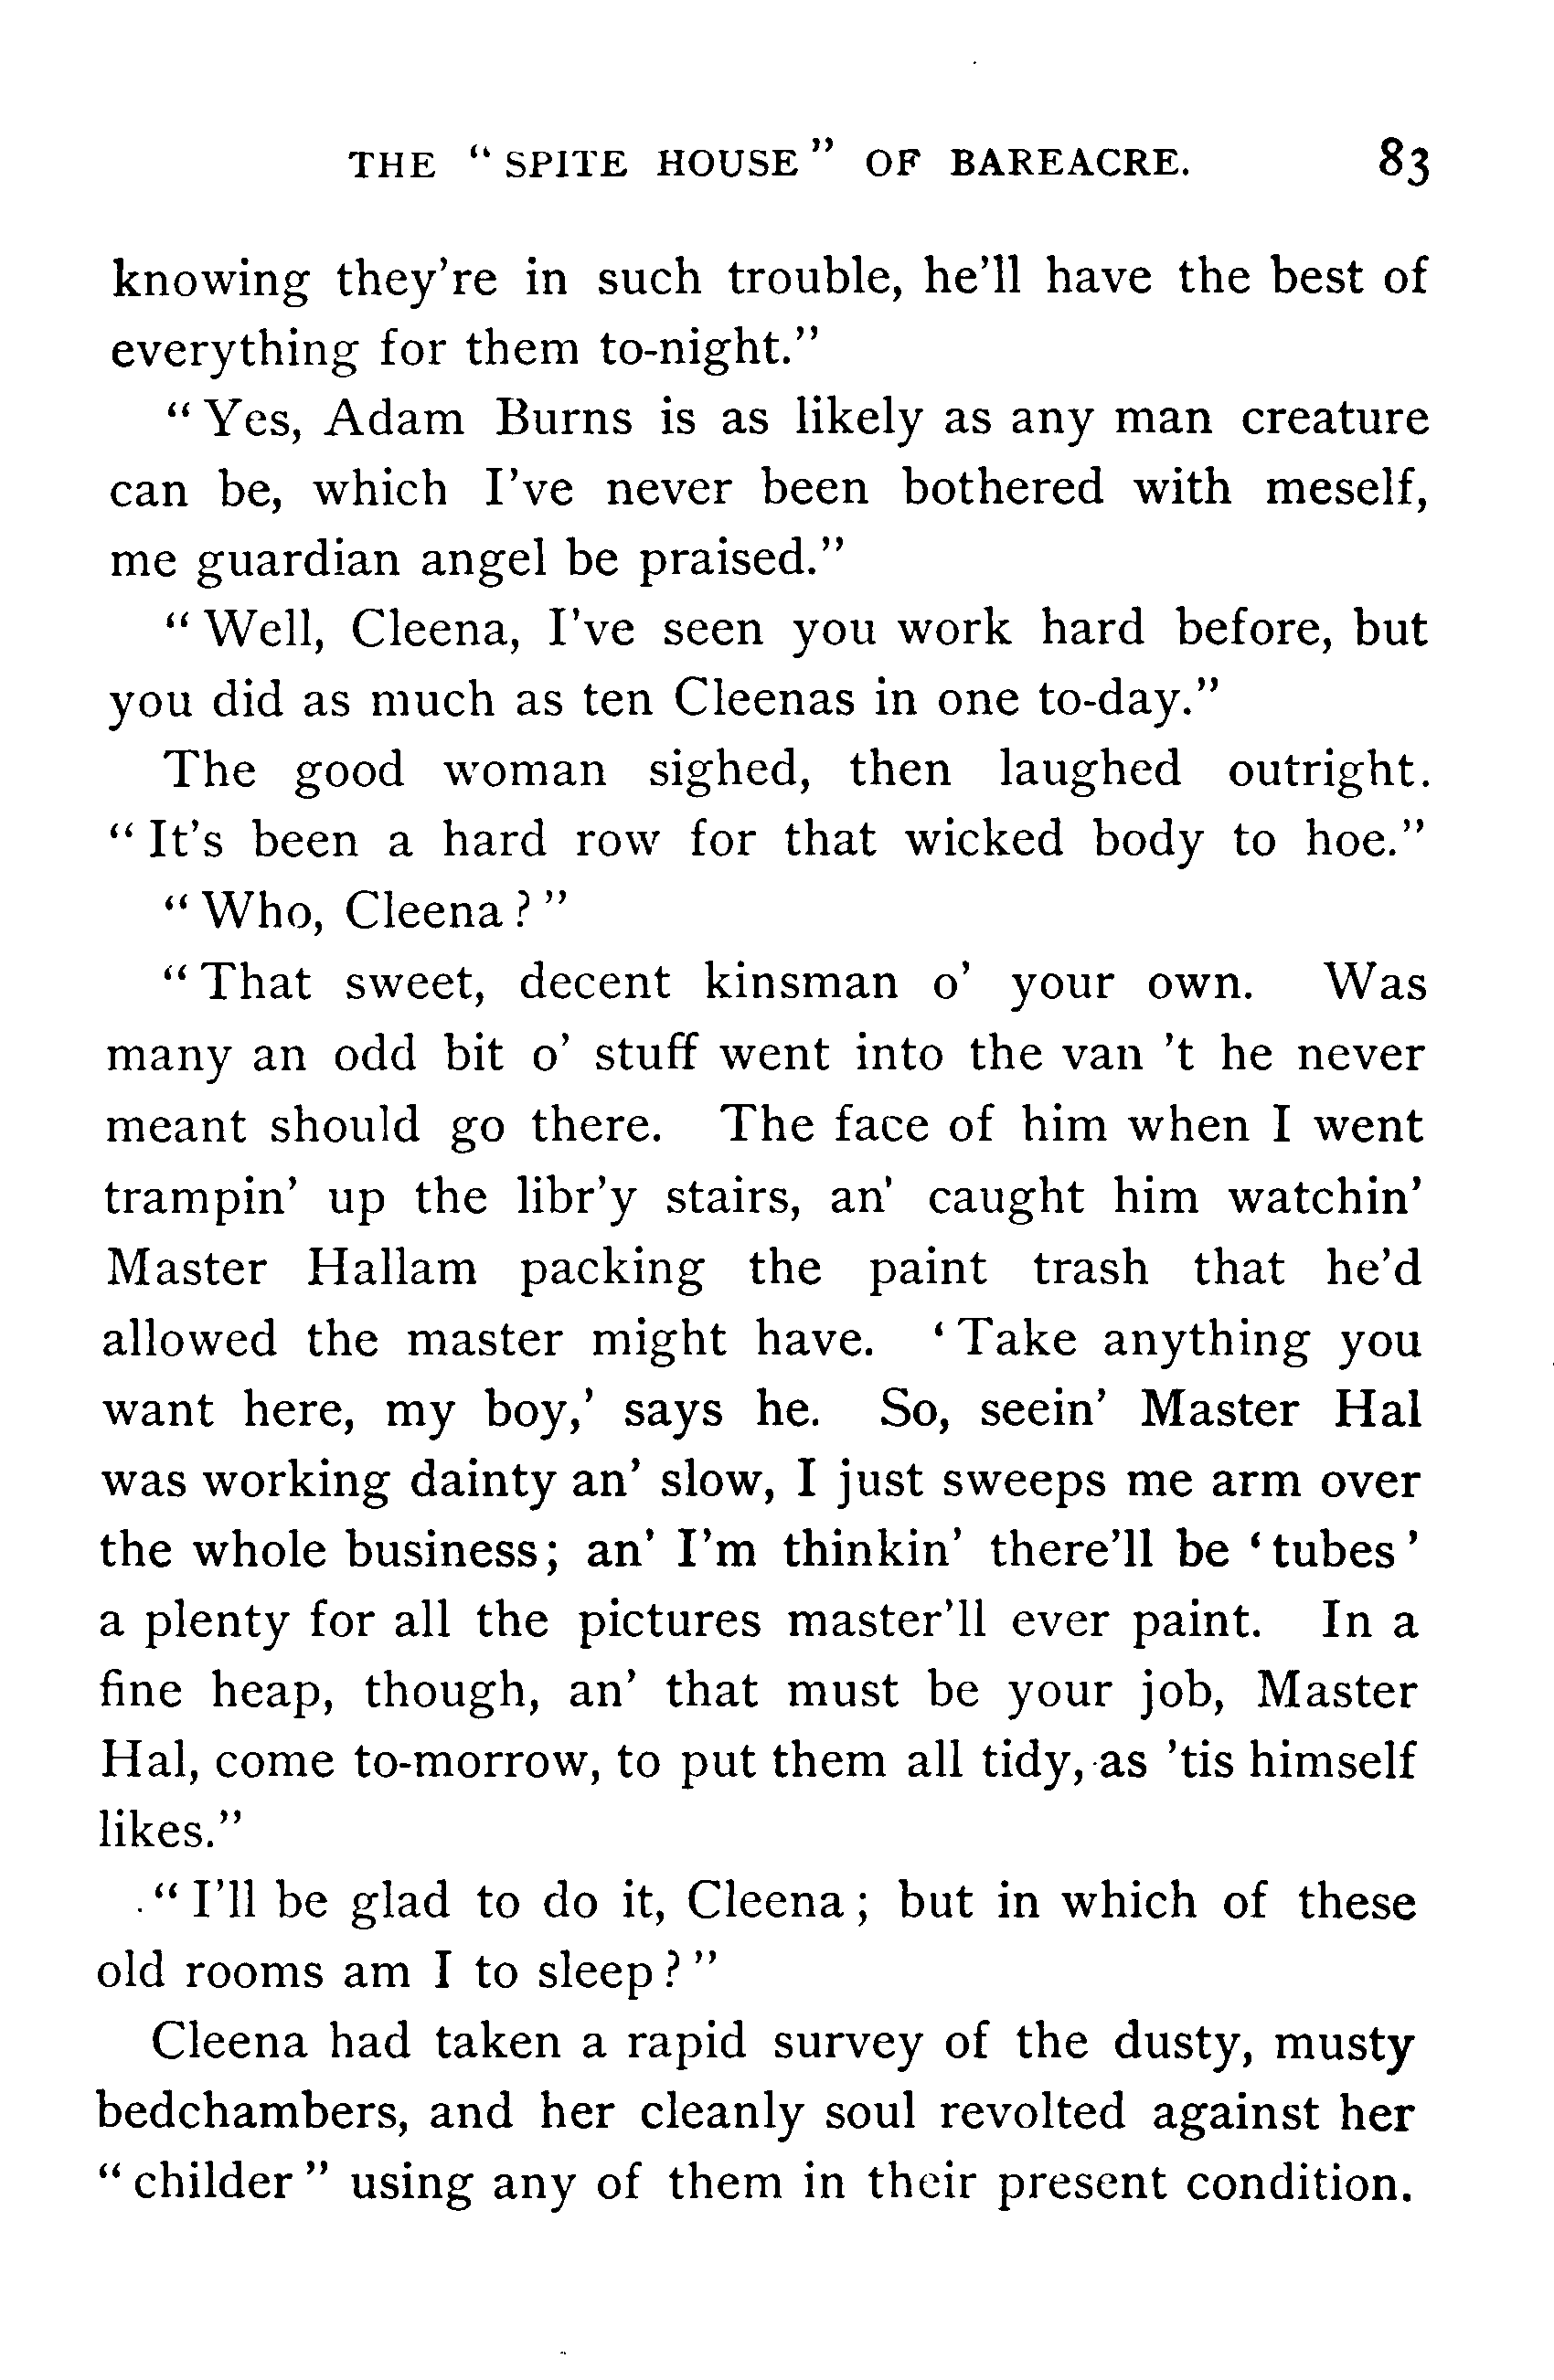 THE “ SPITE HOUSE ” OF BAREACRE. 83
knowing they’re in such trouble, he’ll have the best of
everything for them to-night.”
“ Yes, Adam Burns is as likely as any man creature
can be, which I’ve never been bothered with meself,
me guardian angel be praised.”
“ Well, Cleena, I’ve seen you work hard before, but
you did as much as ten Cleenas in one to-day.”
The good woman sighed, then laughed outright.
“ It’s been a hard row for that wicked body to hoe.”
“ Who, Cleena ? ”
“ That sweet, decent kinsman o’ your own. Was
many an odd bit o’ stuff went into the van ’t he never
meant should go there. The face of him when I went
trampin’ up the libr’y stairs, an’ caught him watchin’
Master Hallam packing the paint trash that he’d
allowed the master might have. ‘ Take anything you
want here, my boy,’ says he. So, seein’ Master Hal
was working dainty an’ slow, I just sweeps me arm over
the whole business ; an’ I’m thinkin’ there’ll be ‘ tubes ’
a plenty for all the pictures master’ll ever paint. In a
fine heap, though, an’ that must be your job, Master
Hal, come to-morrow, to put them all tidy, as ’tis himself
likes.”
“ I’ll be glad to do it, Cleena ; but in which of these
old rooms am I to sleep ? ”
Cleena had taken a rapid survey of the dusty, musty
bedchambers, and her cleanly soul revolted against her
“ childer ” using any of them in their present condition.